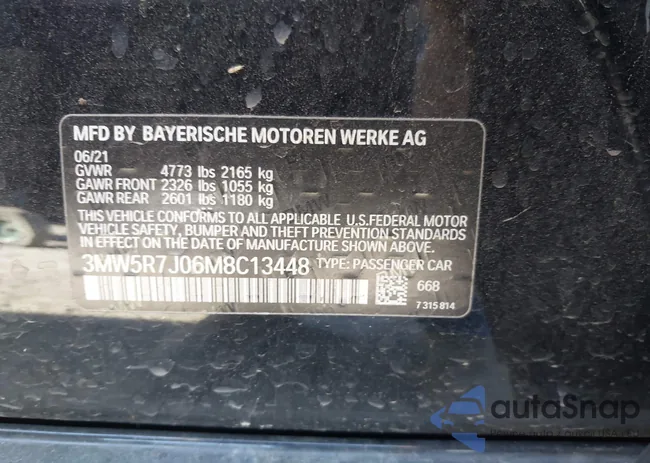 MFD BY BAYERISCHE MOTOREN WERKE AG
06/21
GVWR 4773 lbs 2165 kg
GAWR FRONT 2326 lbs 1055 kg
GAWR REAR 2601 lbs 1180 kg
THIS VEHICLE CONFORMS TO ALL APPLICABLE U.S.FEDERAL MOTOR
VEHICLE SAFETY, BUMPER AND THEFT PREVENTION STANDARDS
IN EFFECT ON THE DATE OF MANUFACTURE SHOWN ABOVE.
3MW5R7J06M8C13448 TYPE: PASSENGER CAR
668
7 315 814
autoSnap